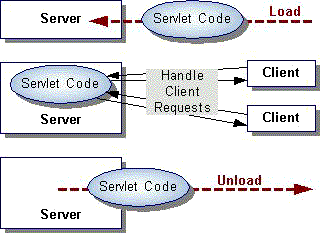 Server
Servlet Code
Load
Servlet Code
Server
Handle
Client
Requests
Client
Client
Servlet Code
Unload
Server